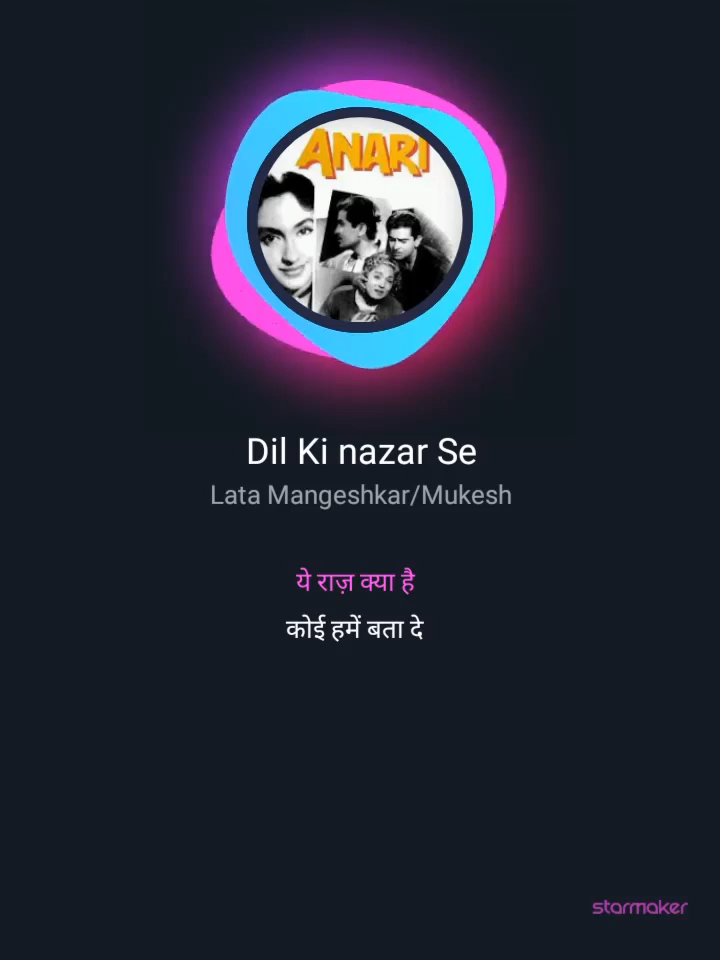 ANARI
Dil Ki nazar Se
Lata Mangeshkar/Mukesh
ये राज़ क्या है
कोई हमें बता दे
starmaker